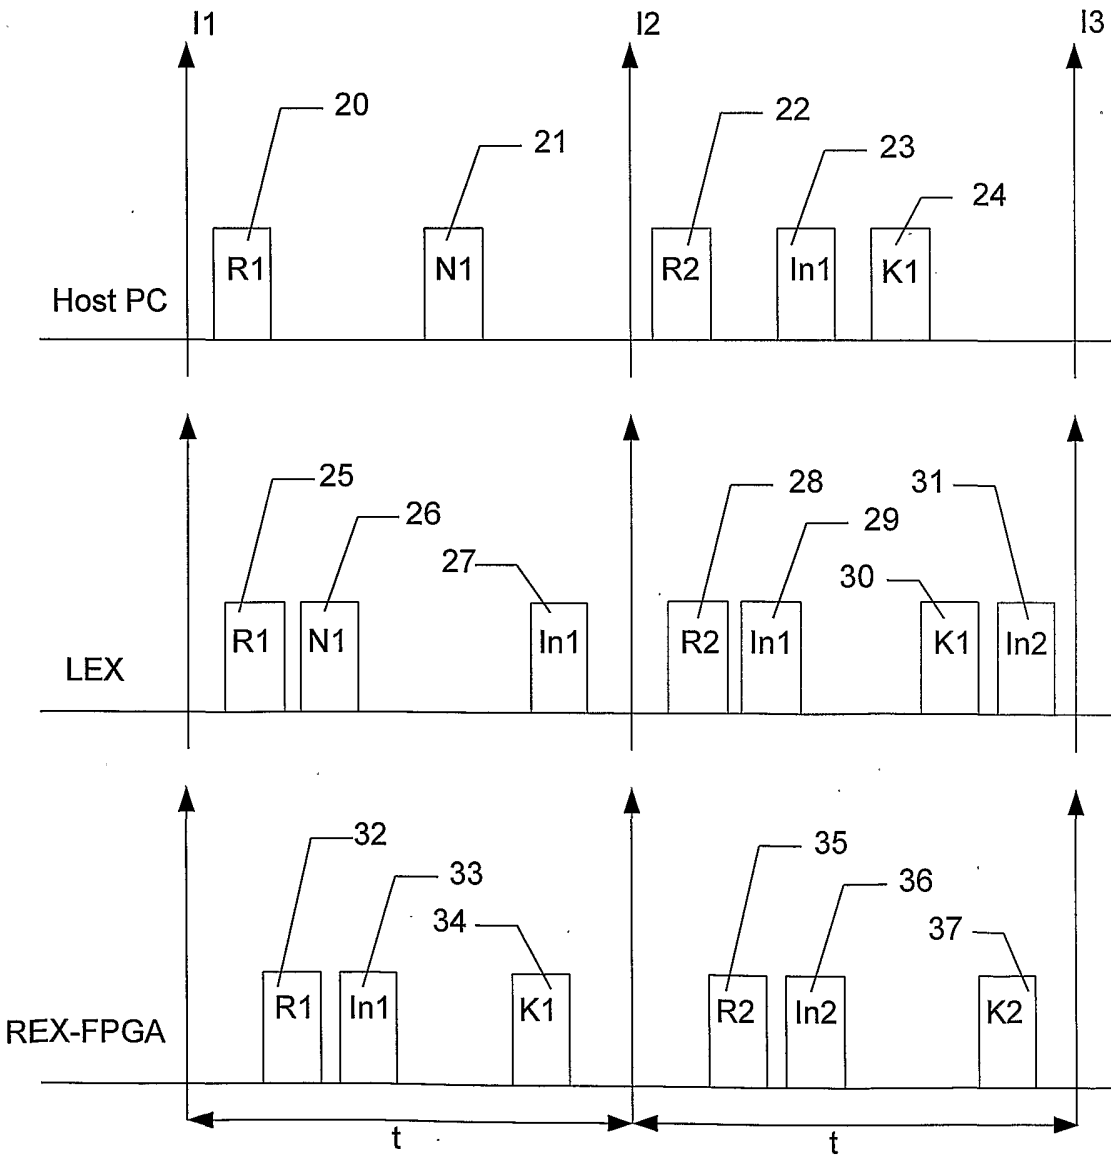 I1
I2
I3
20
21
22
23
24
R1
N1
R2
In1
K1
Host PC
25
26
27
28
29
30
31
R1
N1
In1
R2
In1
K1
In2
LEX
32
33
34
35
36
37
R1
In1
K1
R2
In2
K2
REX-FPGA
t
t